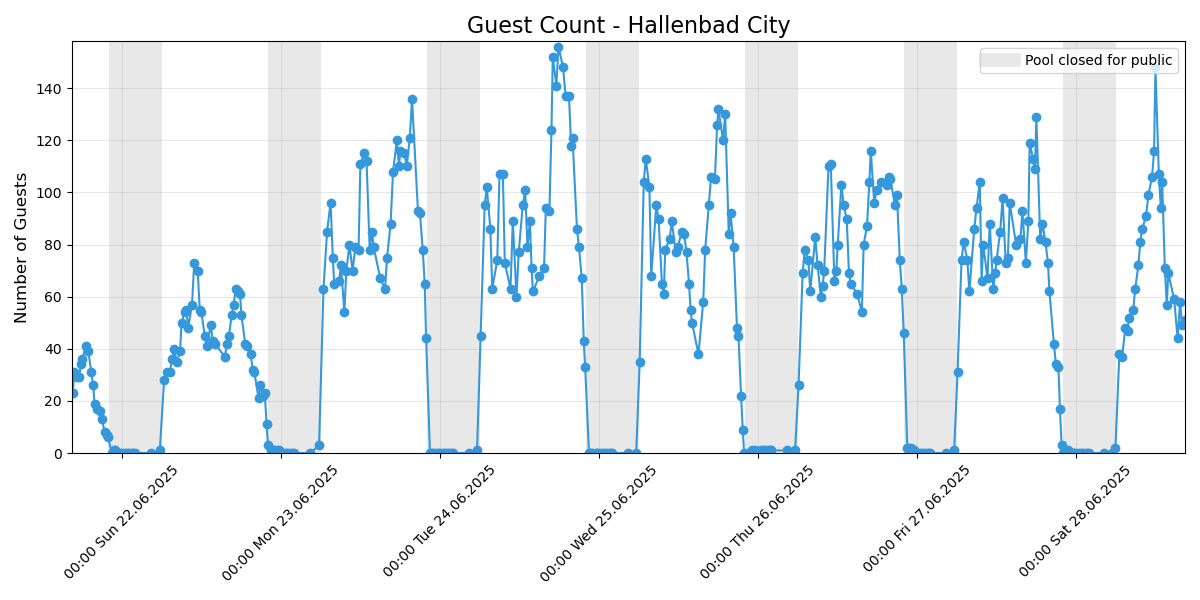 Guest Count - Hallenbad City
Pool closed for public
Number of Guests
140
120
100
80
60
40
20
0
00:00 Sun 22.06.2025
00:00 Mon 23.06.2025
00:00 Tue 24.06.2025
00:00 Wed 25.06.2025
00:00 Thu 26.06.2025
00:00 Fri 27.06.2025
00:00 Sat 28.06.2025